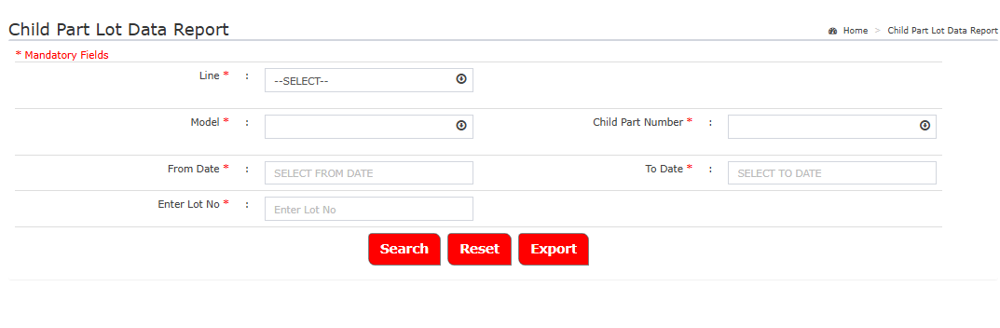 Child Part Lot Data Report
Home > Child Part Lot Data Report
* Mandatory Fields
Line * : --SELECT--
Model * : Child Part Number * :
From Date * : SELECT FROM DATE To Date * : SELECT TO DATE
Enter Lot No * : Enter Lot No
Search Reset Export